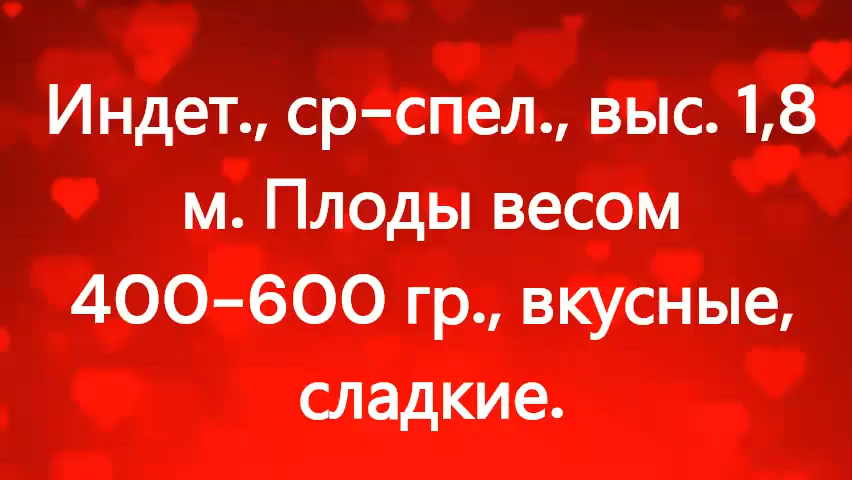 Индет., ср-спел., выс. 1,8
м. Плоды весом
400-600 гр., вкусные,
сладкие.